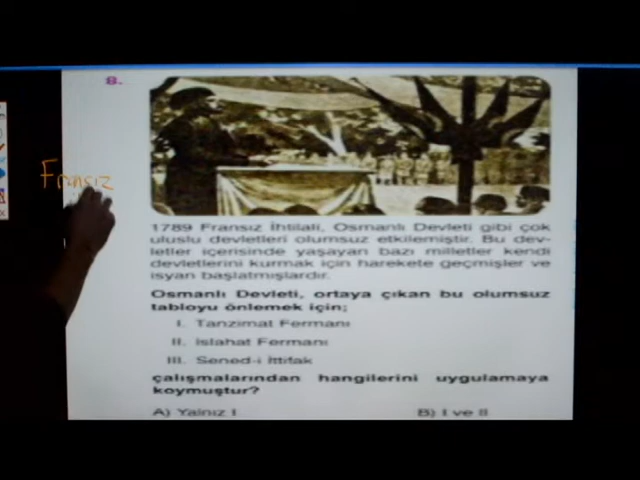 8.
Fransız
1789 Fransız İhtilali, Osmanlı Devleti gibi çok
uluslu devletleri olumsuz etkilemiştir. Bu dev-
letler içerisinde yaşayan bazı milletler kendi
devletlerini kurmak için harekete geçmişler ve
isyan başlatmışlardır.
Osmanlı Devleti, ortaya çıkan bu olumsuz
tabloyu önlemek için;
I. Tanzimat Fermanı
II. Islahat Fermanı
III. Sened-i İttifak
çalışmalarından hangilerini uygulamaya
koymuştur?
A) Yalnız I B) I ve II